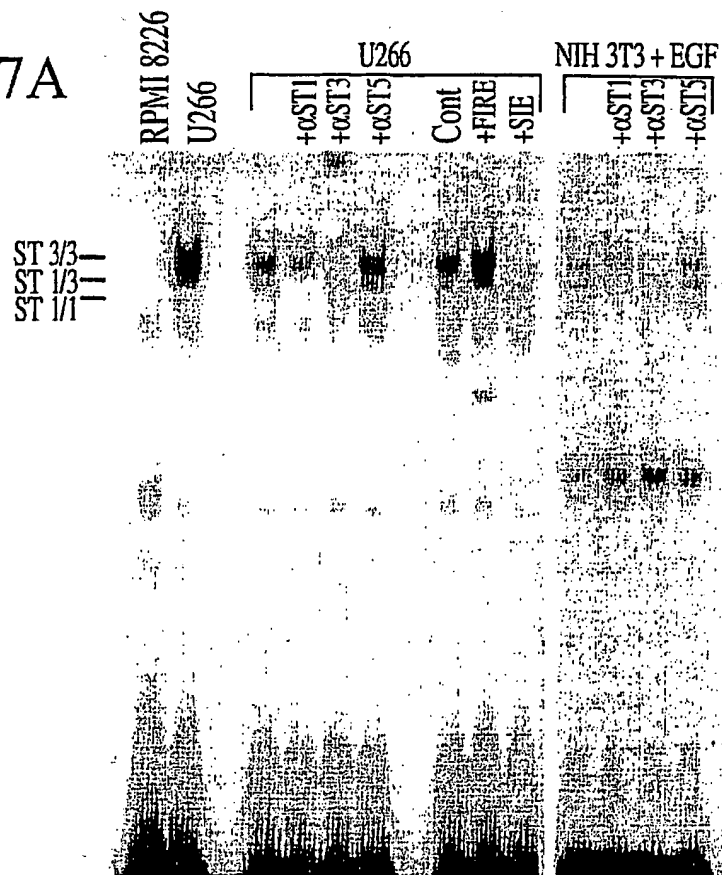 7A
RPMI 8226
U266
U266
+αST1
+αST3
+αST5
Cont
+FIRE
+SIE
NIH 3T3 + EGF
+αST1
+αST3
+αST5
ST 3/3
ST 1/3
ST 1/1